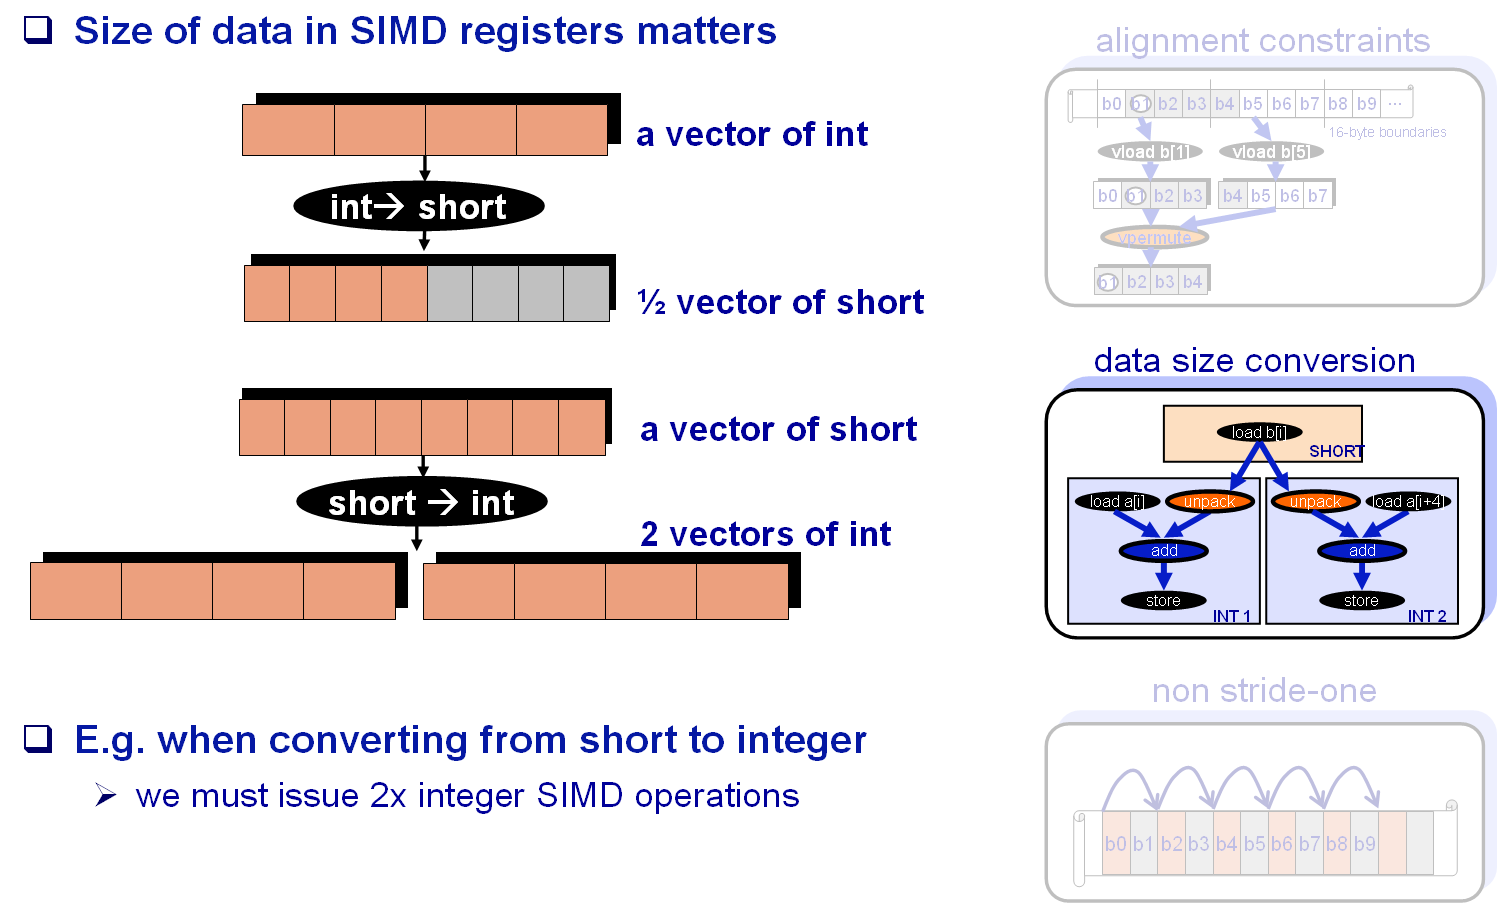 ❑ Size of data in SIMD registers matters
a vector of int
int→ short
½ vector of short
a vector of short
short → int
2 vectors of int
❑ E.g. when converting from short to integer
➢ we must issue 2x integer SIMD operations
alignment constraints
b0 b1 b2 b3 b4 b5 b6 b7 b8 b9 ...
16-byte boundaries
vload b[1] vload b[5]
b0 b1 b2 b3 b4 b5 b6 b7
vpermute
b1 b2 b3 b4
data size conversion
load b[i]
SHORT
load a[i] unpack unpack load a[i+4]
add add
store store
INT 1 INT 2
non stride-one
b0 b1 b2 b3 b4 b5 b6 b7 b8 b9